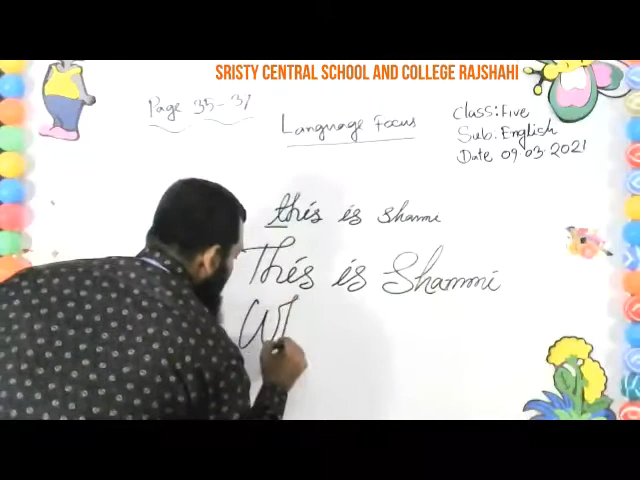 SRISTY CENTRAL SCHOOL AND COLLEGE RAJSHAHI
Page 35-37
Language Focus
Class: Five
Sub. English
Date 09.03.2021
this is shammi
This is Shammi